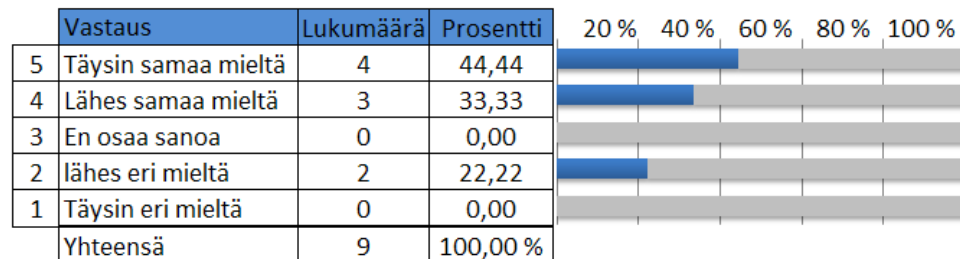 Vastaus Lukumäärä Prosentti 20 % 40 % 60 % 80 % 100 %
5 Täysin samaa mieltä 4 44,44
4 Lähes samaa mieltä 3 33,33
3 En osaa sanoa 0 0,00
2 lähes eri mieltä 2 22,22
1 Täysin eri mieltä 0 0,00
Yhteensä 9 100,00 %